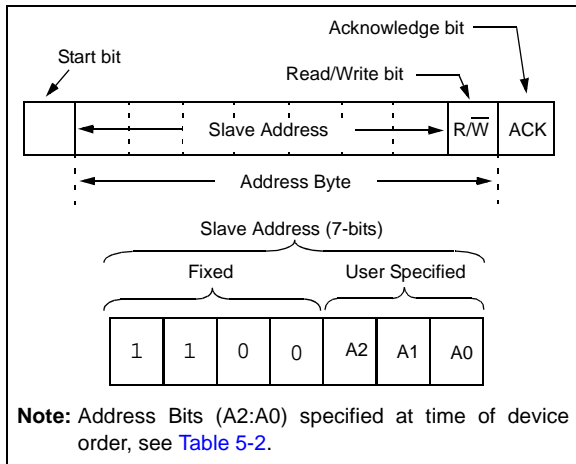 Acknowledge bit
Start bit
Read/Write bit
Slave Address
R/W̅
ACK
Address Byte
Slave Address (7-bits)
Fixed
User Specified
1 1 0 0 A2 A1 A0
Note: Address Bits (A2:A0) specified at time of device
order, see Table 5-2.